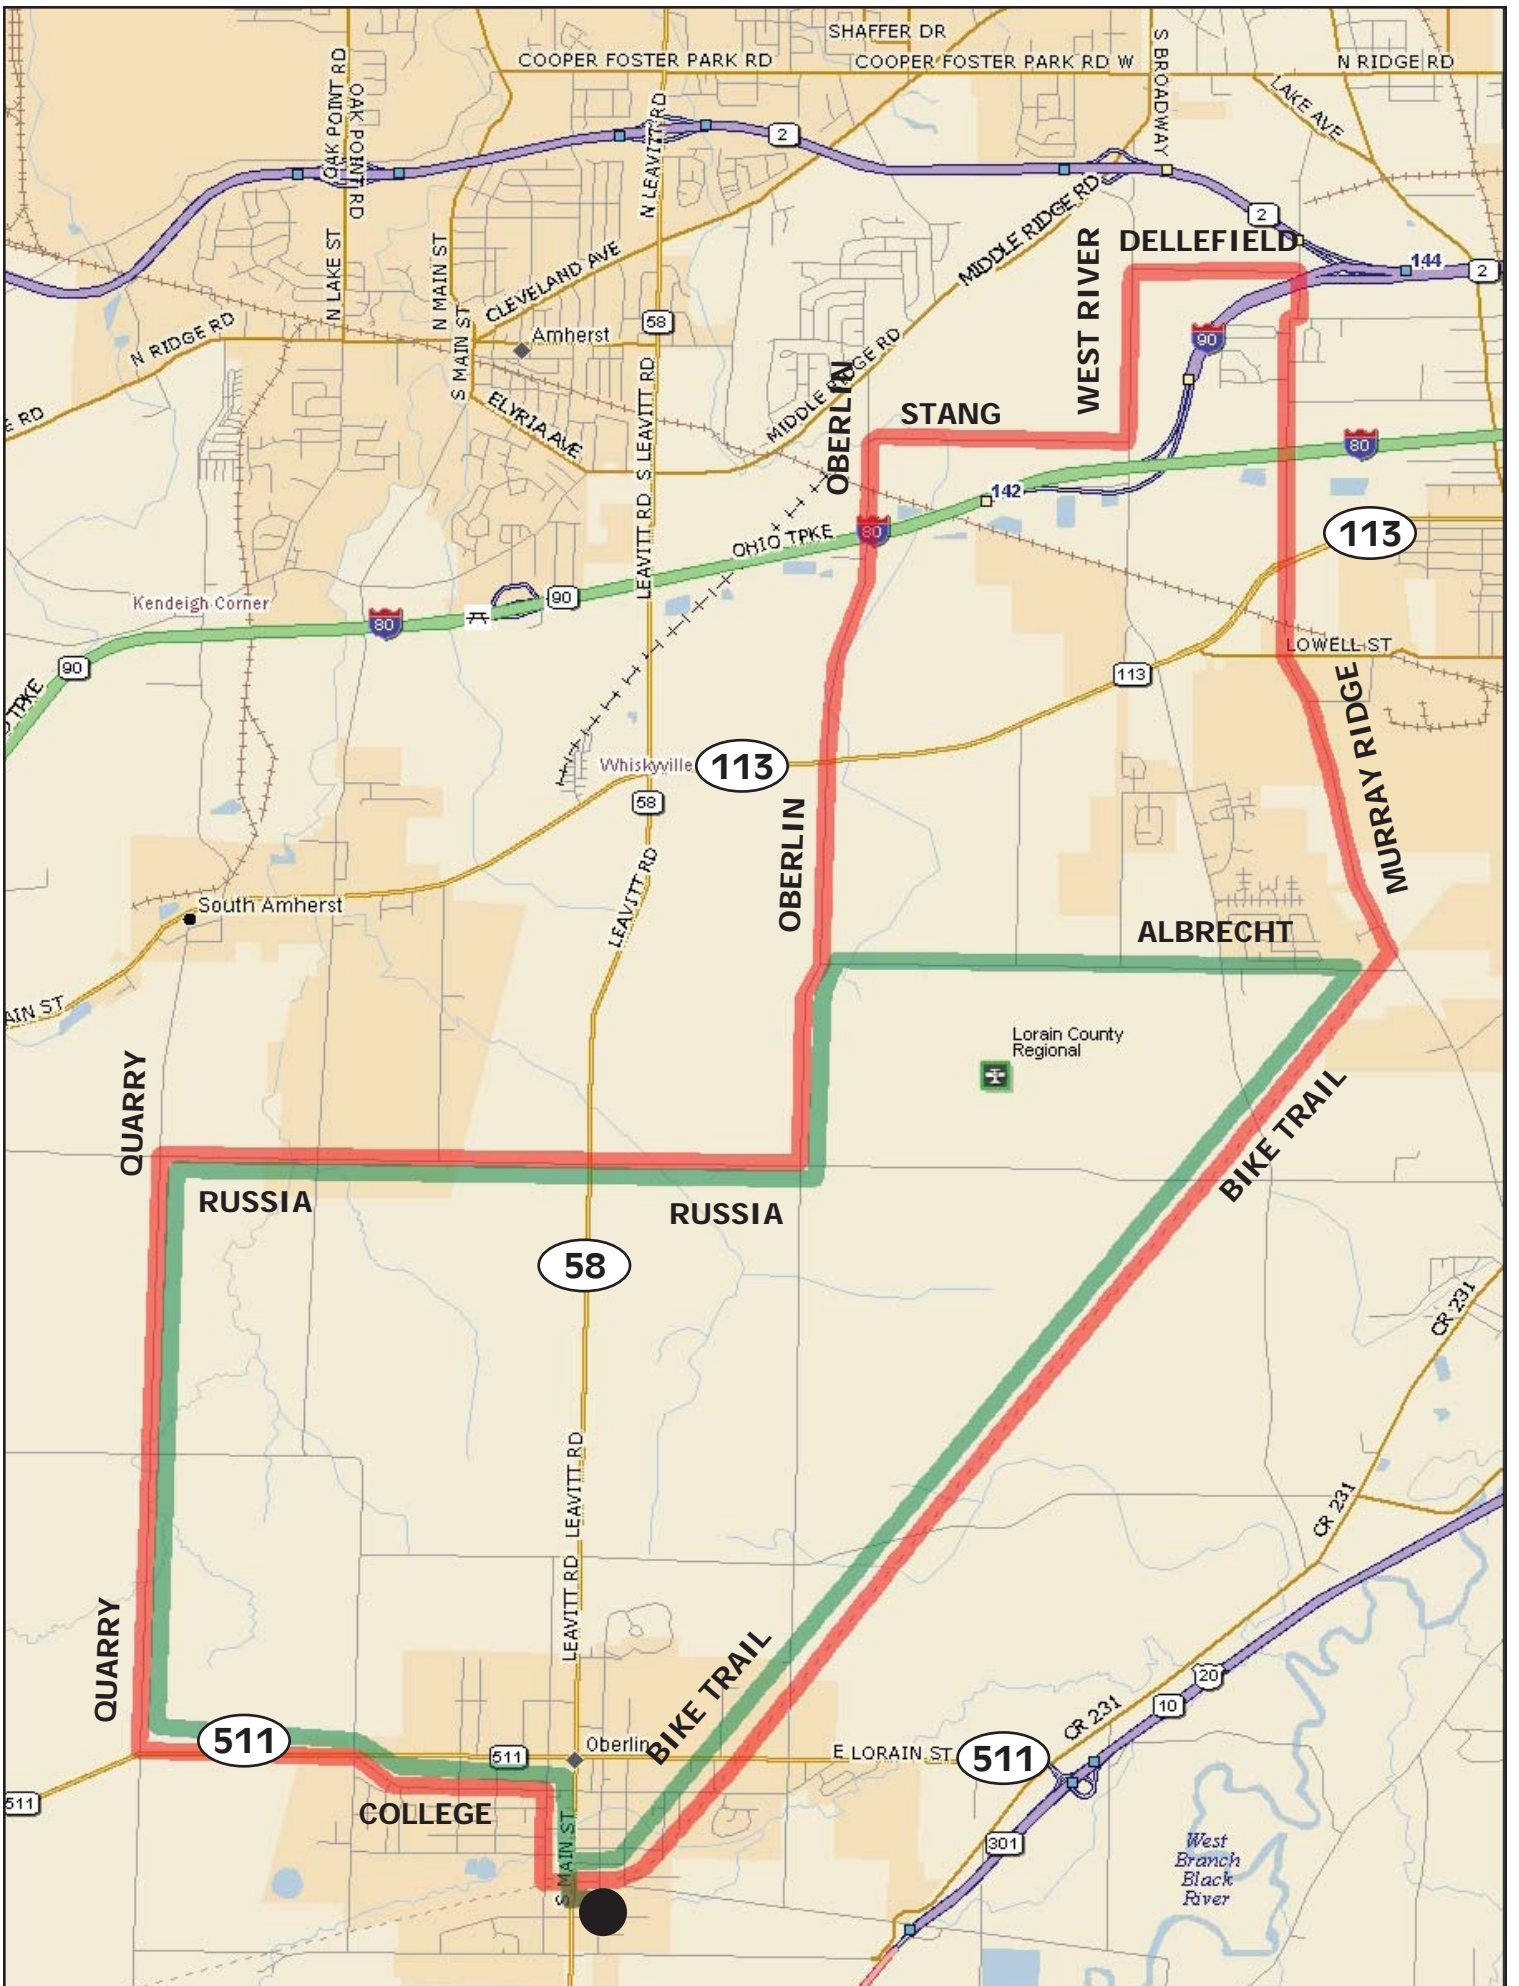 SHAFFER DR
COOPER FOSTER PARK RD
COOPER FOSTER PARK RD W
N RIDGE RD
OAK POINT RD
OAK POINT RD
S BROADWAY
LAKE AVE
N LEAVITT RD
2
2
MIDDLE RIDGE RD
WEST RIVER
DELLEFIELD
144
2
N LAKE ST
N MAIN ST
CLEVELAND AVE
N RIDGE RD
S MAIN ST
Amherst
58
90
OBERLIN
MIDDLE RIDGE RD
STANG
E RD
ELYRIA AVE
LEAVITT RD
S LEAVITT RD
80
142
113
OHIO TPKE
80
Kendeigh Corner
90
80
90
O TPKE
LOWELL ST
113
MURRAY RIDGE
Whiskyville
113
58
OBERLIN
LEAVITT RD
South Amherst
ALBRECHT
AIN ST
Lorain County
Regional
QUARRY
BIKE TRAIL
RUSSIA
RUSSIA
58
CR 231
LEAVITT RD
LEAVITT RD
CR 231
QUARRY
BIKE TRAIL
20
10
CR 231
511
511
Oberlin
E LORAIN ST
511
511
COLLEGE
S MAIN ST
301
West
Branch
Black
River